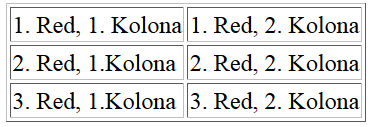 1. Red, 1. Kolona 1. Red, 2. Kolona
2. Red, 1.Kolona 2. Red, 2. Kolona
3. Red, 1.Kolona 3. Red, 2. Kolona